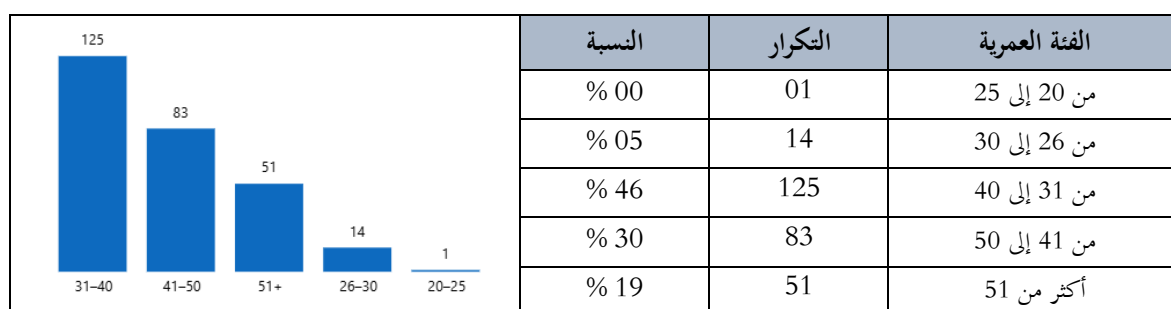 الفئة العمرية التكرار النسبة
من 20 إلى 25 01 00 %
من 26 إلى 30 14 05 %
من 31 إلى 40 125 46 %
من 41 إلى 50 83 30 %
أكثر من 51 51 19 %
125
83
51
14
1
31–40 41–50 51+ 26–30 20–25